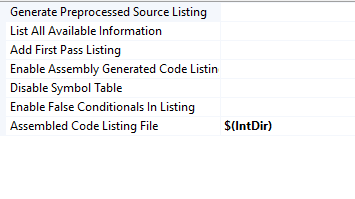 Generate Preprocessed Source Listing
List All Available Information
Add First Pass Listing
Enable Assembly Generated Code Listin
Disable Symbol Table
Enable False Conditionals In Listing
Assembled Code Listing File $(IntDir)